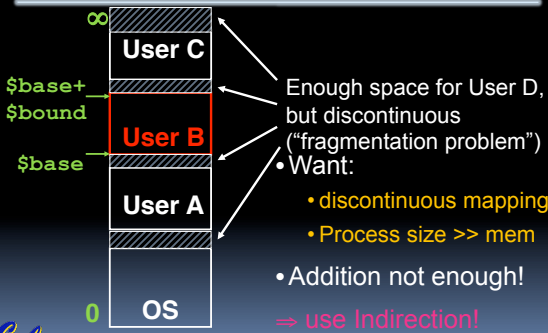 ∞
User C
$base+
$bound
User B
$base
User A
0
OS
Enough space for User D,
but discontinuous
(“fragmentation problem”)
•Want:
•discontinuous mapping
•Process size >> mem
•Addition not enough!
⇒ use Indirection!
Cal